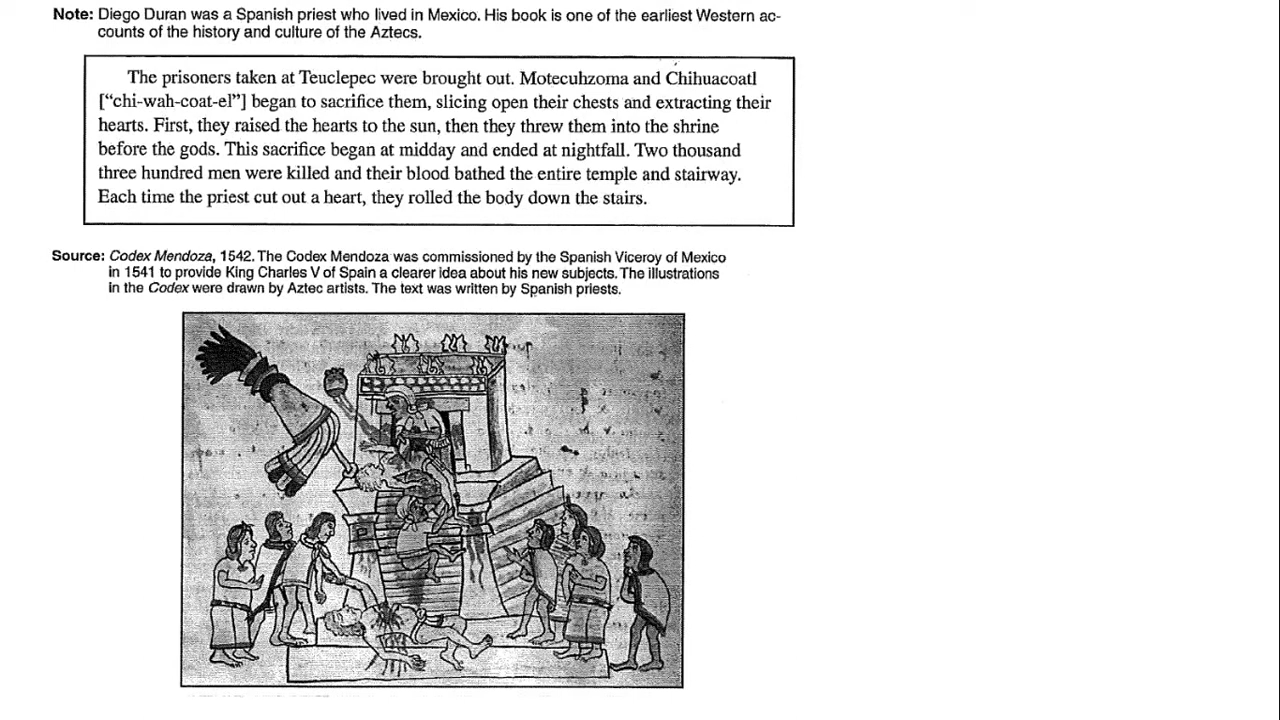 Note: Diego Duran was a Spanish priest who lived in Mexico. His book is one of the earliest Western ac-
counts of the history and culture of the Aztecs.
The prisoners taken at Teuclepec were brought out. Motecuhzoma and Chihuacoatl
["chi-wah-coat-el"] began to sacrifice them, slicing open their chests and extracting their
hearts. First, they raised the hearts to the sun, then they threw them into the shrine
before the gods. This sacrifice began at midday and ended at nightfall. Two thousand
three hundred men were killed and their blood bathed the entire temple and stairway.
Each time the priest cut out a heart, they rolled the body down the stairs.
Source: Codex Mendoza, 1542. The Codex Mendoza was commissioned by the Spanish Viceroy of Mexico
in 1541 to provide King Charles V of Spain a clearer idea about his new subjects. The illustrations
in the Codex were drawn by Aztec artists. The text was written by Spanish priests.